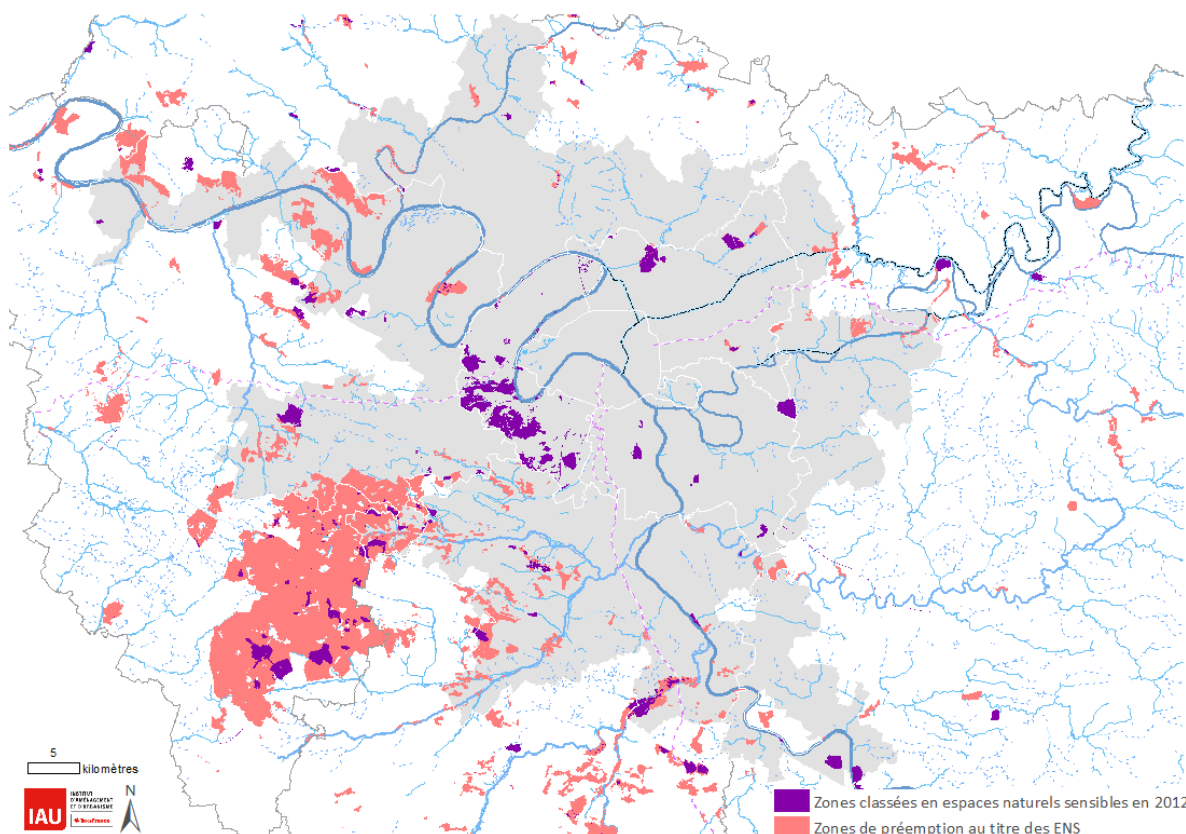 5
kilomètres
IAU
INSTITUT
D'AMÉNAGEMENT
ET D'URBANISME
îledeFrance
N
Zones classées en espaces naturels sensibles en 2012
Zones de préemption au titre des ENS